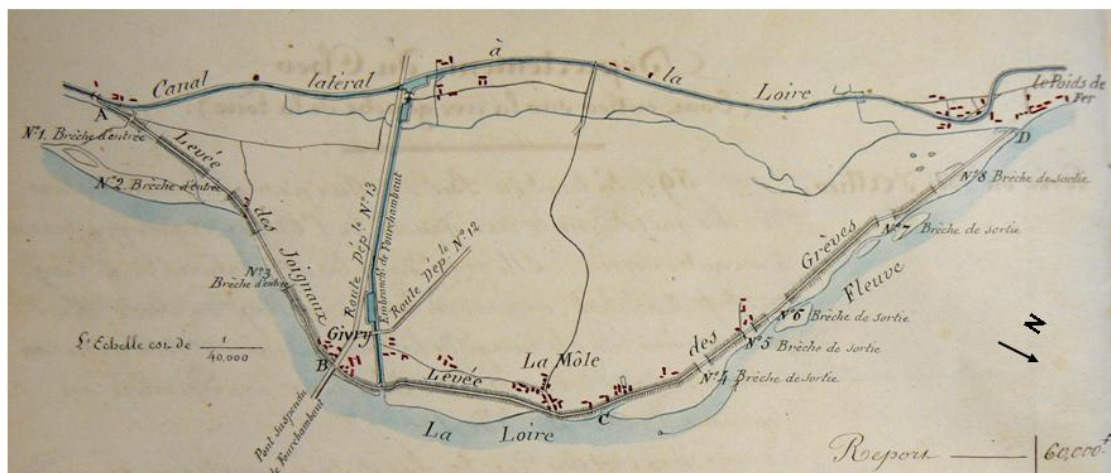 Canal latéral à la Loire
le Poids de
Fer
A
D
N° 1. Brèche d'entrée
N° 2. Brèche d'entrée
N° 3.
Brèche d'entrée
Levée des Joignaux
Route Dép.le N° 13
Embranch.t de Fourchambault
Route Dép.le N° 12
N° 8 Brèche de sortie
N° 7 Brèche de sortie
Fleuve
N° 6 Brèche de sortie
N° 5 Brèche de sortie
N° 4 Brèche de sortie
Levée des Grèves
Givry
B
La Môle
C
L'Echelle est de 1/40,000
Pont suspendu
de Fourchambault
La Loire
N
Report 60,000